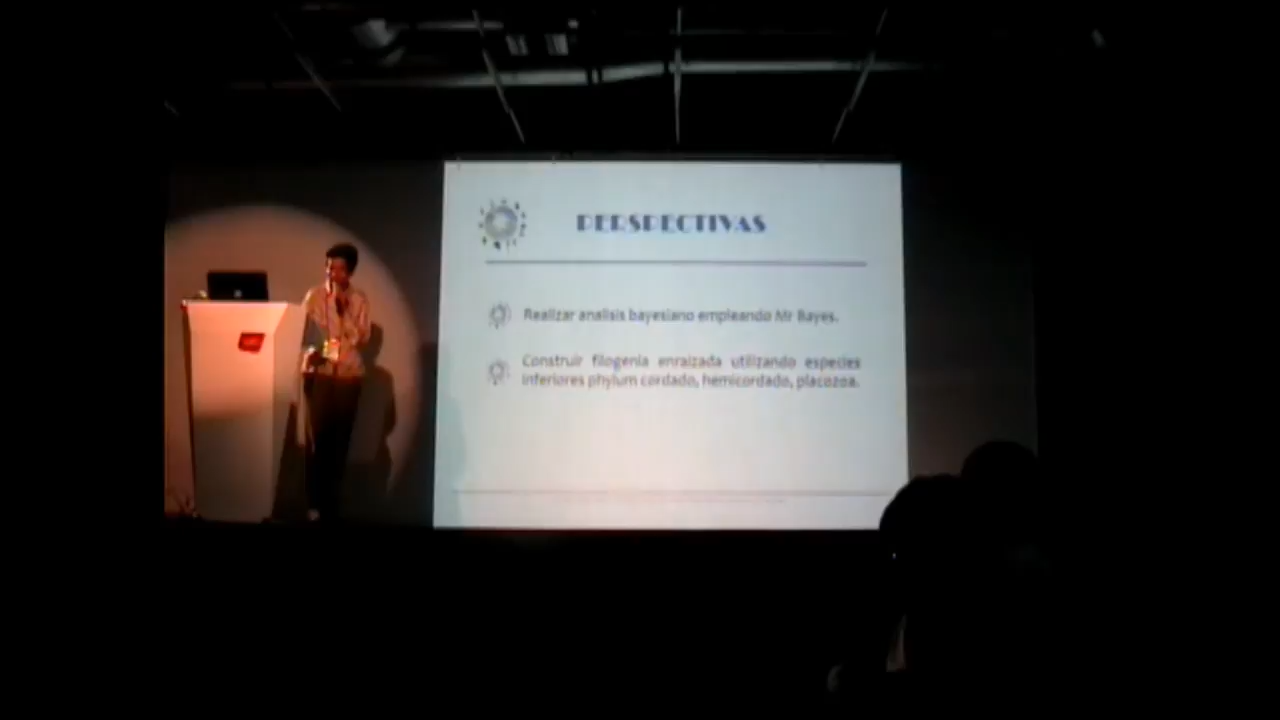 PERSPECTIVAS
Realizar analisis bayesiano empleando Mr Bayes.
Construir filogenia enraizada utilizando especies
inferiores phylum cordado, hemicordado, placozoa.